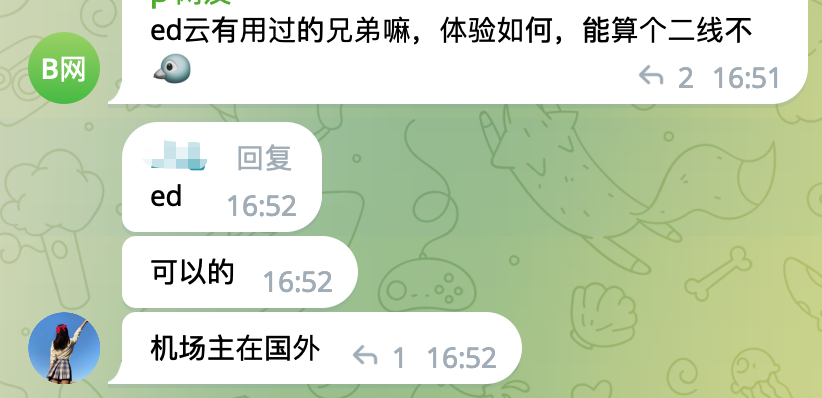 ed云有用过的兄弟嘛，体验如何，能算个二线不
2 16:51
B网
回复
ed 16:52
可以的 16:52
机场主在国外 1 16:52